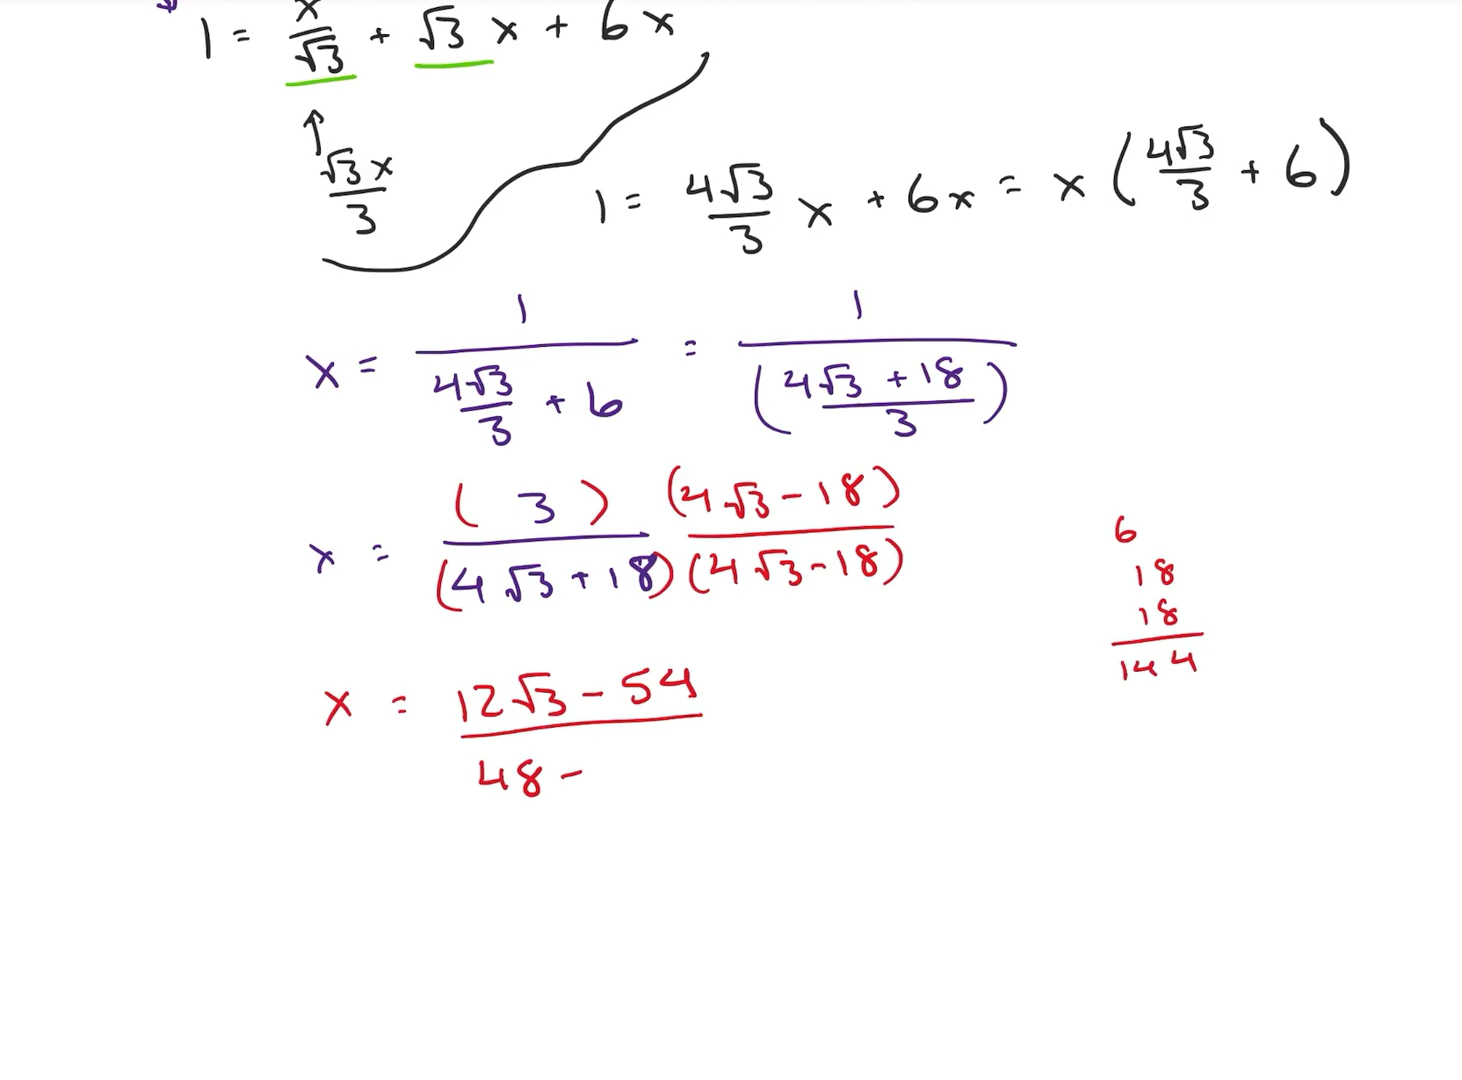 1 = x/√3 + √3 x + 6x
↑
√3 x/3
1 = 4√3/3 x + 6x = x (4√3/3 + 6)
x = 1/(4√3/3 + 6) = 1/((4√3 + 18)/3)
x = (3)/(4√3 + 18) (4√3 - 18)/(4√3 - 18)
6
18
18
144
x = (12√3 - 54)/(48 -